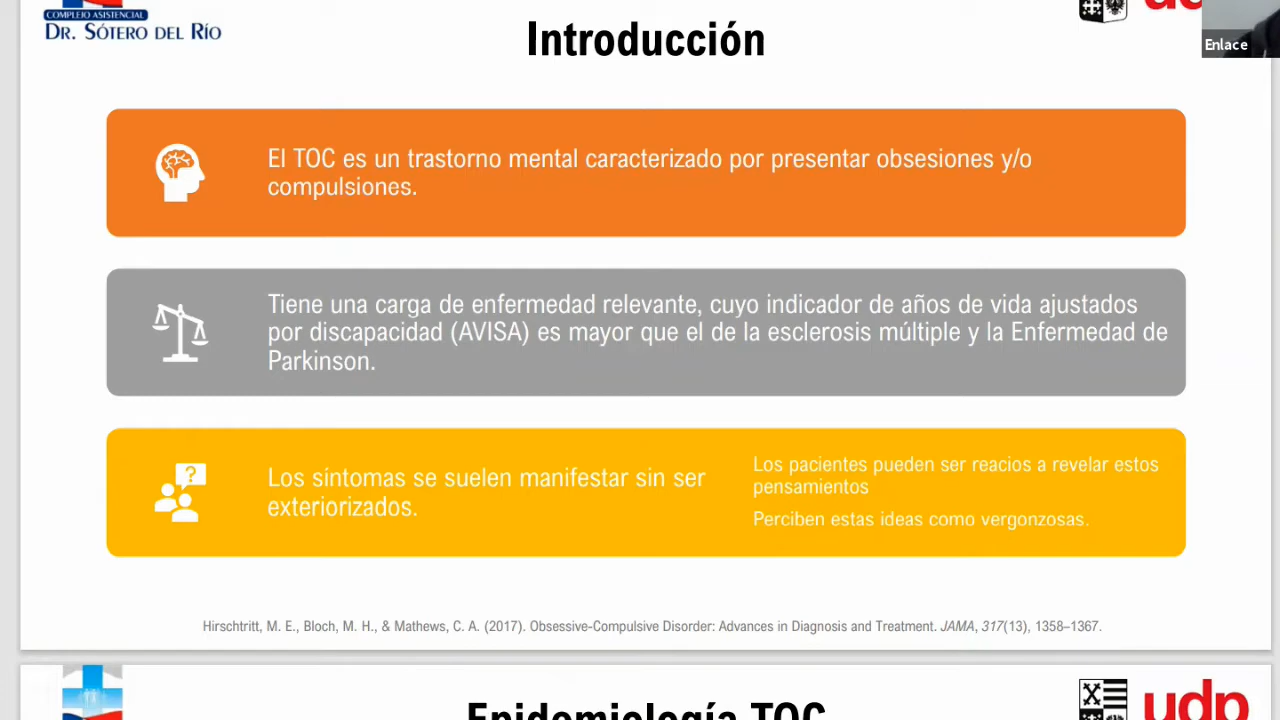 COMPLEJO ASISTENCIAL
DR. SÓTERO DEL RÍO
Introducción
Enlace
El TOC es un trastorno mental caracterizado por presentar obsesiones y/o
compulsiones.
Tiene una carga de enfermedad relevante, cuyo indicador de años de vida ajustados
por discapacidad (AVISA) es mayor que el de la esclerosis múltiple y la Enfermedad de
Parkinson.
?
Los síntomas se suelen manifestar sin ser
exteriorizados.
Los pacientes pueden ser reacios a revelar estos
pensamientos
Perciben estas ideas como vergonzosas.
Hirschtritt, M. E., Bloch, M. H., & Mathews, C. A. (2017). Obsessive-Compulsive Disorder: Advances in Diagnosis and Treatment. JAMA, 317(13), 1358–1367.
Epidemiología TOC
udp